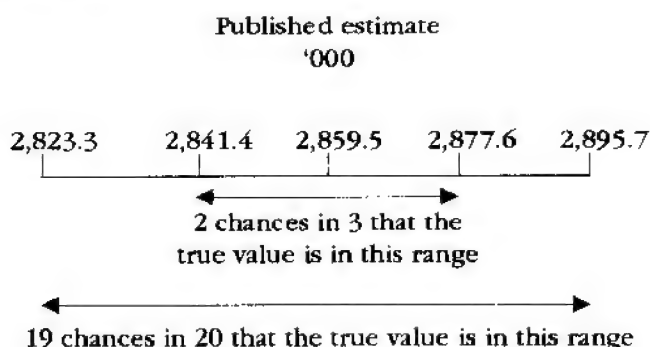 Published estimate
‘000
2,823.3 2,841.4 2,859.5 2,877.6 2,895.7
2 chances in 3 that the
true value is in this range
19 chances in 20 that the true value is in this range